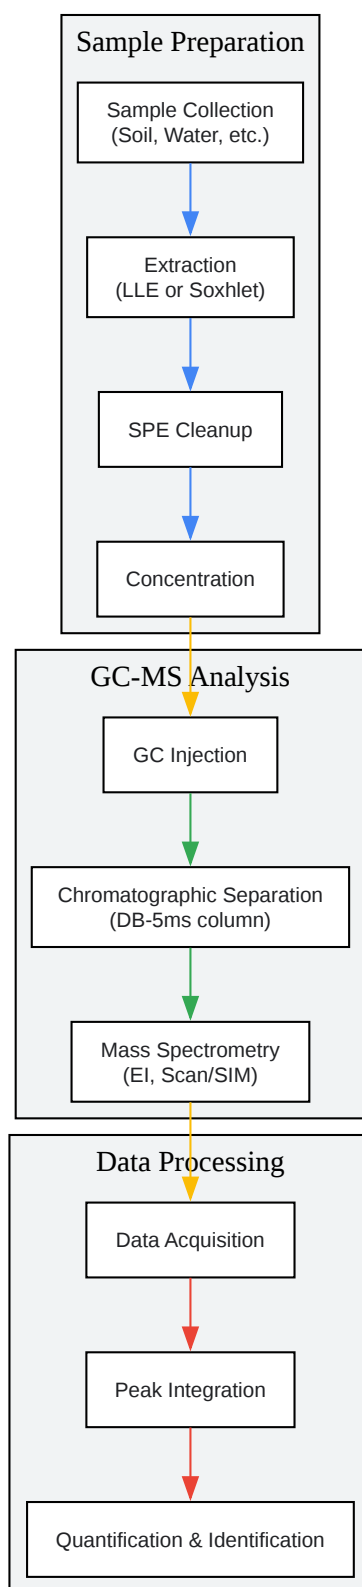 Sample Preparation
Sample Collection
(Soil, Water, etc.)
Extraction
(LLE or Soxhlet)
SPE Cleanup
Concentration
GC-MS Analysis
GC Injection
Chromatographic Separation
(DB-5ms column)
Mass Spectrometry
(EI, Scan/SIM)
Data Processing
Data Acquisition
Peak Integration
Quantification & Identification